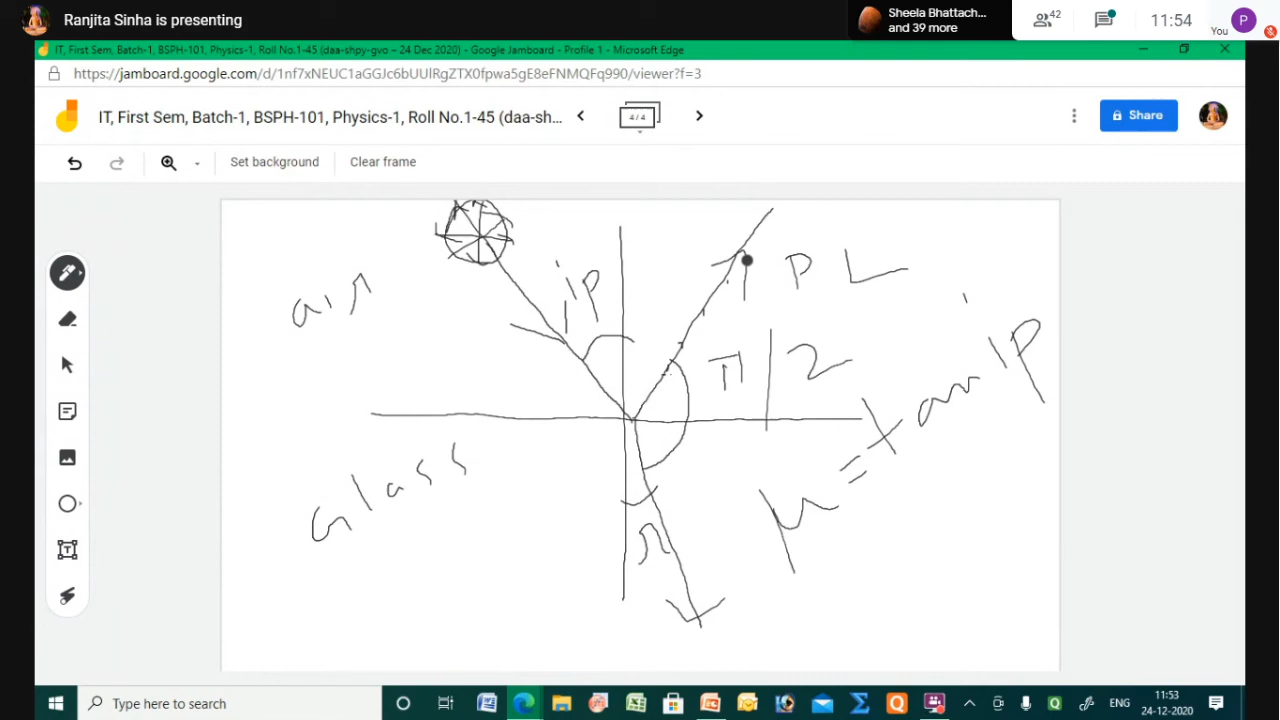 Ranjita Sinha is presenting
Sheela Bhattach...
and 39 more
42
11:54
You
P
IT, First Sem, Batch-1, BSPH-101, Physics-1, Roll No.1-45 (daa-shpy-gvo – 24 Dec 2020) - Google Jamboard - Profile 1 - Microsoft Edge
https://jamboard.google.com/d/1nf7xNEUC1aGGJc6bUUlRgZTX0fpwa5gE8eFNMQFq990/viewer?f=3
IT, First Sem, Batch-1, BSPH-101, Physics-1, Roll No.1-45 (daa-sh...
4 / 4
Share
Set background
Clear frame
air
ip
PL
π/2
μ=tan ip
Glass
r
Type here to search
ENG
11:53
24-12-2020